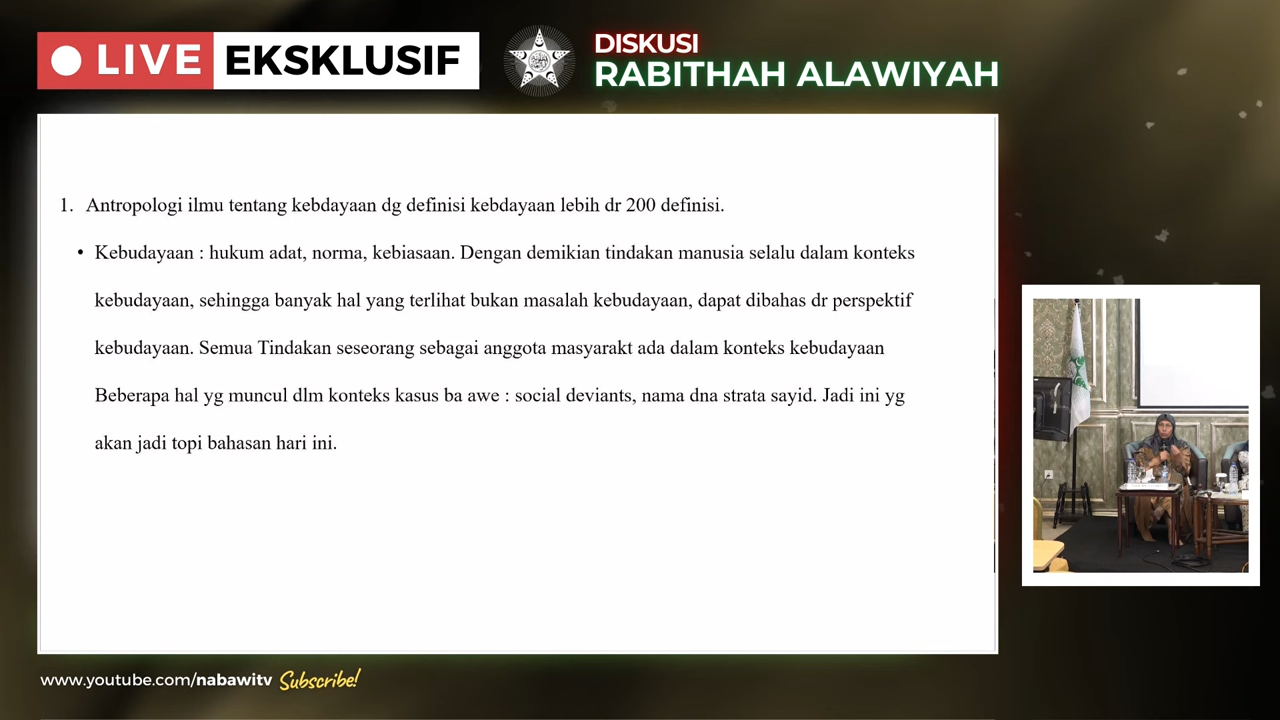 LIVE EKSKLUSIF
DISKUSI
RABITHAH ALAWIYAH
1. Antropologi ilmu tentang kebdayaan dg definisi kebdayaan lebih dr 200 definisi.
• Kebudayaan : hukum adat, norma, kebiasaan. Dengan demikian tindakan manusia selalu dalam konteks
kebudayaan, sehingga banyak hal yang terlihat bukan masalah kebudayaan, dapat dibahas dr perspektif
kebudayaan. Semua Tindakan seseorang sebagai anggota masyarakt ada dalam konteks kebudayaan
Beberapa hal yg muncul dlm konteks kasus ba awe : social deviants, nama dna strata sayid. Jadi ini yg
akan jadi topi bahasan hari ini.
www.youtube.com/nabawitv Subscribe!